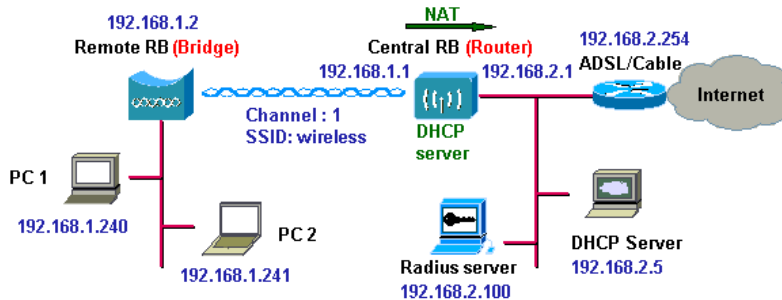 192.168.1.2
Remote RB (Bridge)
NAT
Central RB (Router)
192.168.1.1
192.168.2.1
192.168.2.254
ADSL/Cable
Internet
Channel : 1
SSID: wireless
DHCP
server
PC 1
192.168.1.240
PC 2
192.168.1.241
Radius server
192.168.2.100
DHCP Server
192.168.2.5